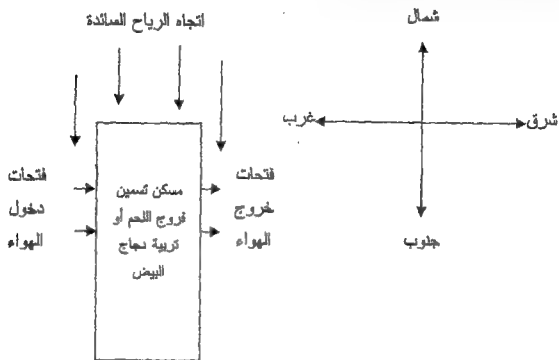 اتجاه الرياح السائدة
شمال
غرب
شرق
جنوب
فتحات
دخول
الهواء
مسكن تسمين
فروج اللحم أو
تربية دجاج
البيض
فتحات
خروج
الهواء